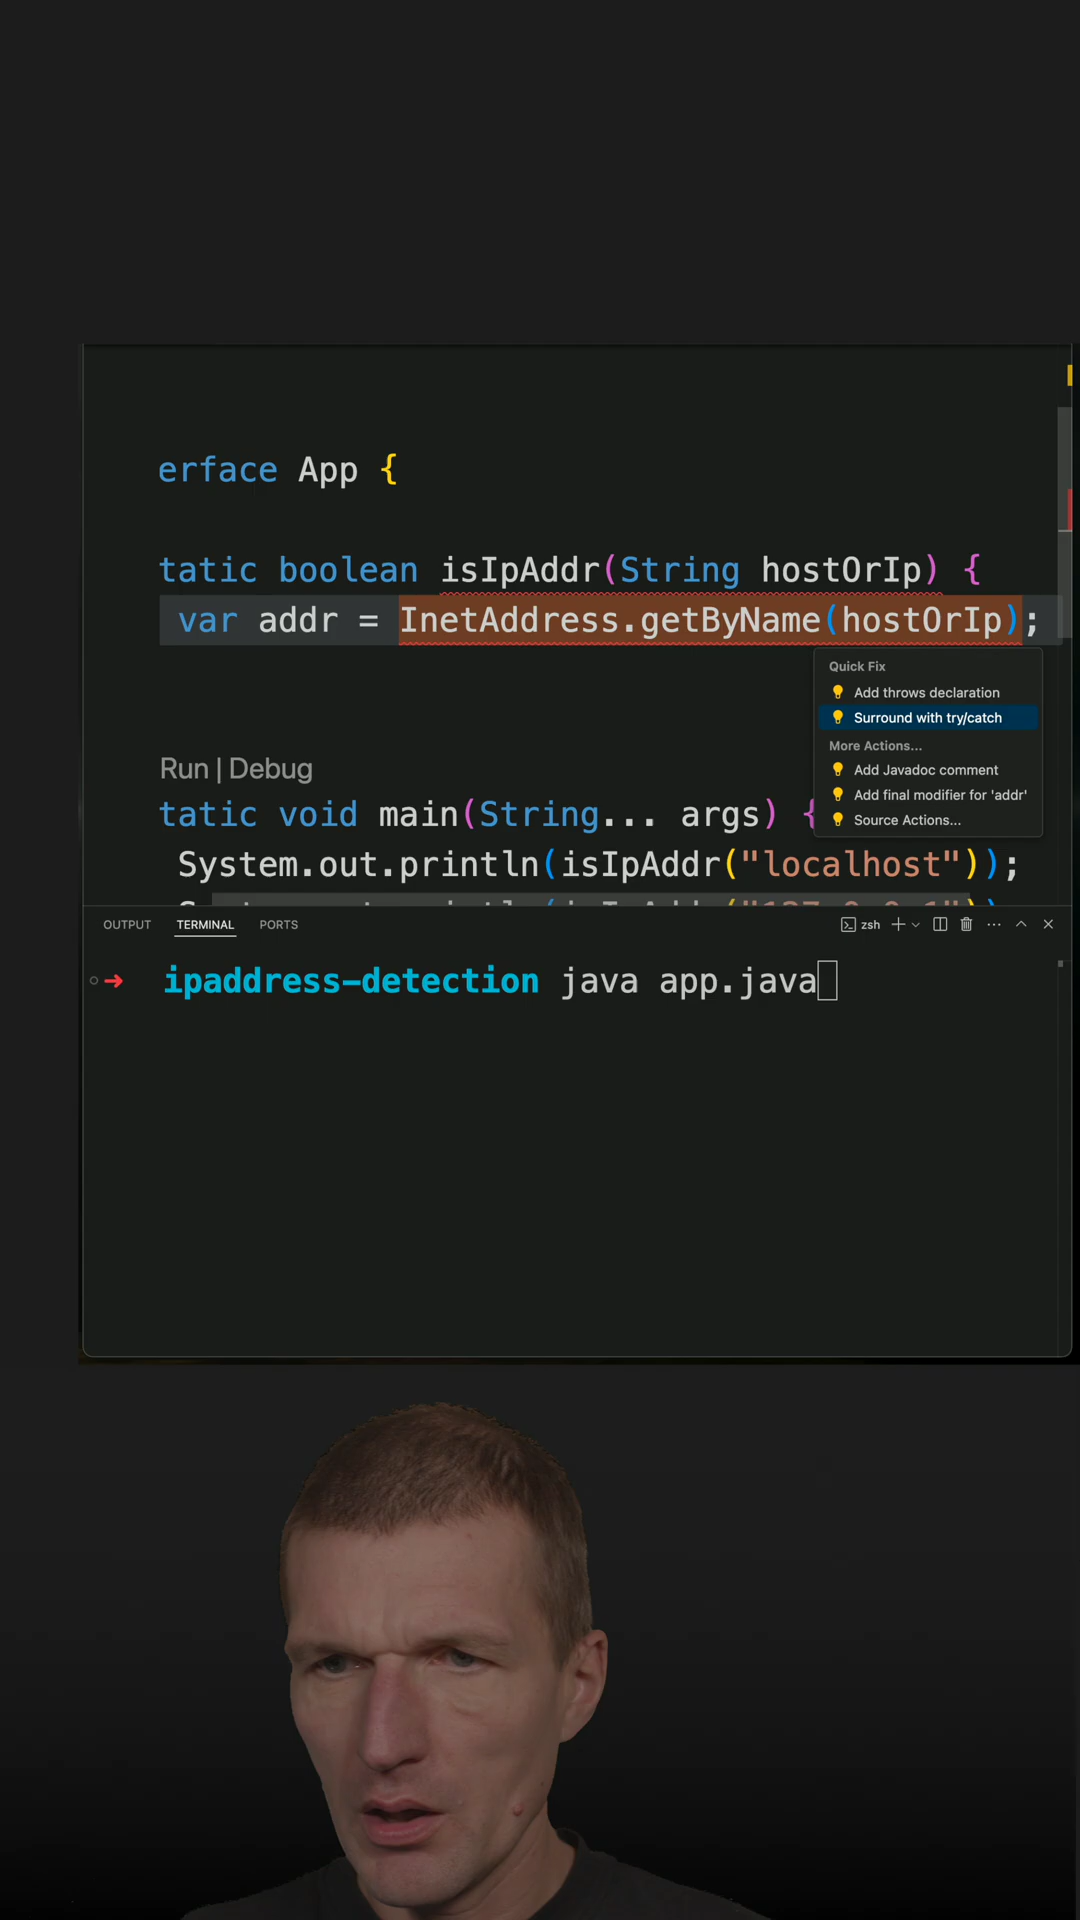 erface App {
tatic boolean isIpAddr(String hostOrIp) {
var addr = InetAddress.getByName(hostOrIp);
Quick Fix
Add throws declaration
Surround with try/catch
More Actions...
Add Javadoc comment
Add final modifier for 'addr'
Source Actions...
Run | Debug
tatic void main(String... args) {
System.out.println(isIpAddr("localhost"));
OUTPUT TERMINAL PORTS zsh
ipaddress-detection java app.java